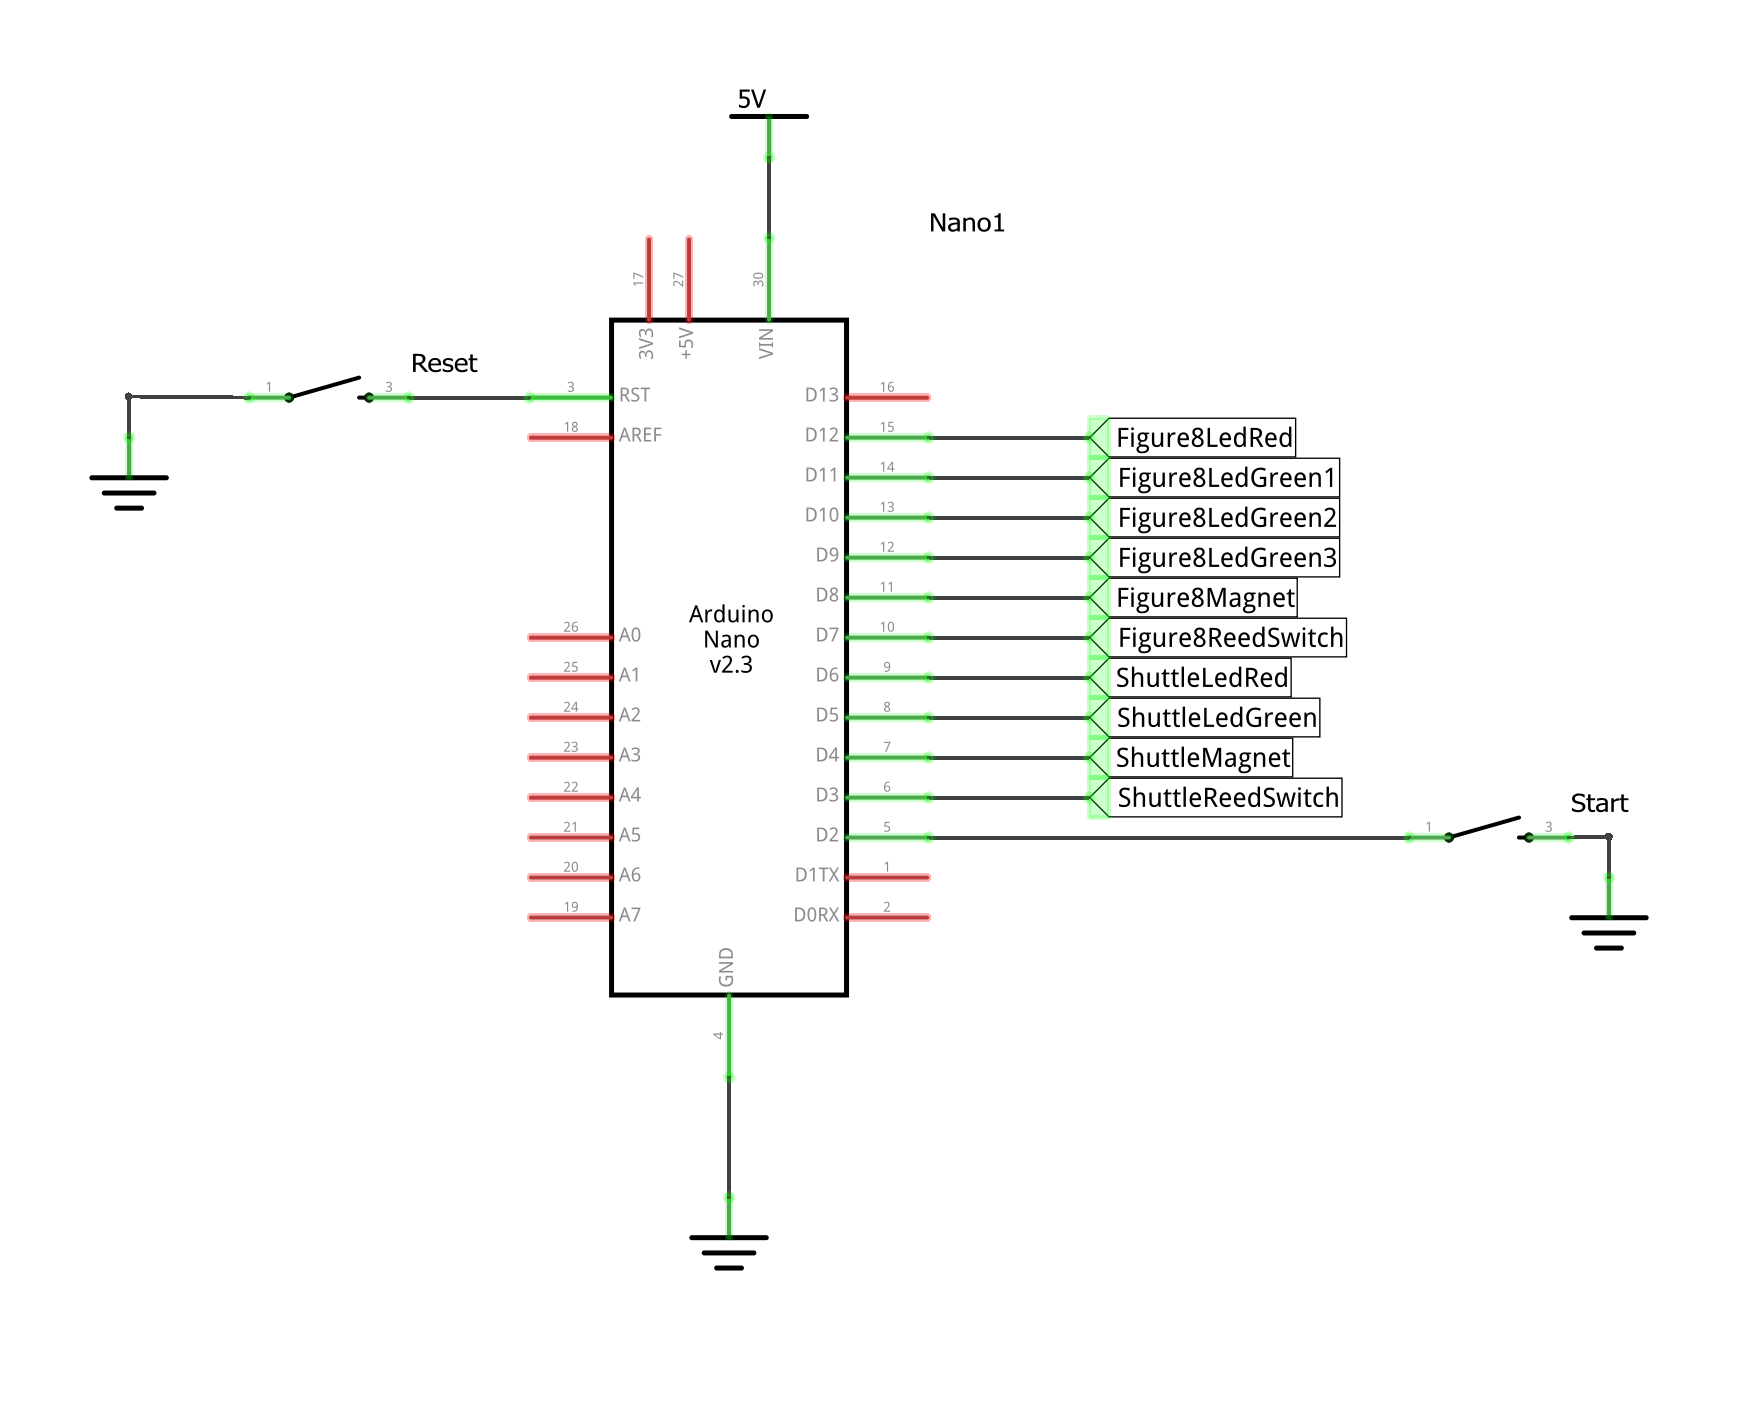 5V
Nano1
17
27
30
3V3
+5V
VIN
Reset
1
3
3
RST
D13
16
18
AREF
D12
15
Figure8LedRed
D11
14
Figure8LedGreen1
D10
13
Figure8LedGreen2
D9
12
Figure8LedGreen3
D8
11
Figure8Magnet
Arduino
Nano
v2.3
26
A0
D7
10
Figure8ReedSwitch
25
A1
D6
9
ShuttleLedRed
24
A2
D5
8
ShuttleLedGreen
23
A3
D4
7
ShuttleMagnet
22
A4
D3
6
ShuttleReedSwitch
Start
21
A5
D2
5
1
3
20
A6
D1TX
1
19
A7
D0RX
2
GND
4